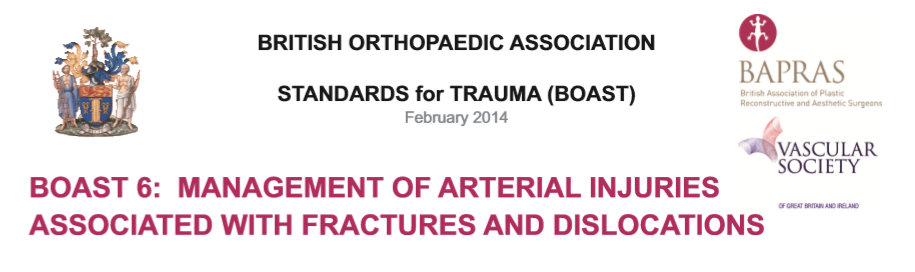 BRITISH ORTHOPAEDIC ASSOCIATION
STANDARDS for TRAUMA (BOAST)
February 2014
BAPRAS
British Association of Plastic
Reconstructive and Aesthetic Surgeons
VASCULAR
SOCIETY
OF GREAT BRITAIN AND IRELAND
BOAST 6: MANAGEMENT OF ARTERIAL INJURIES
ASSOCIATED WITH FRACTURES AND DISLOCATIONS